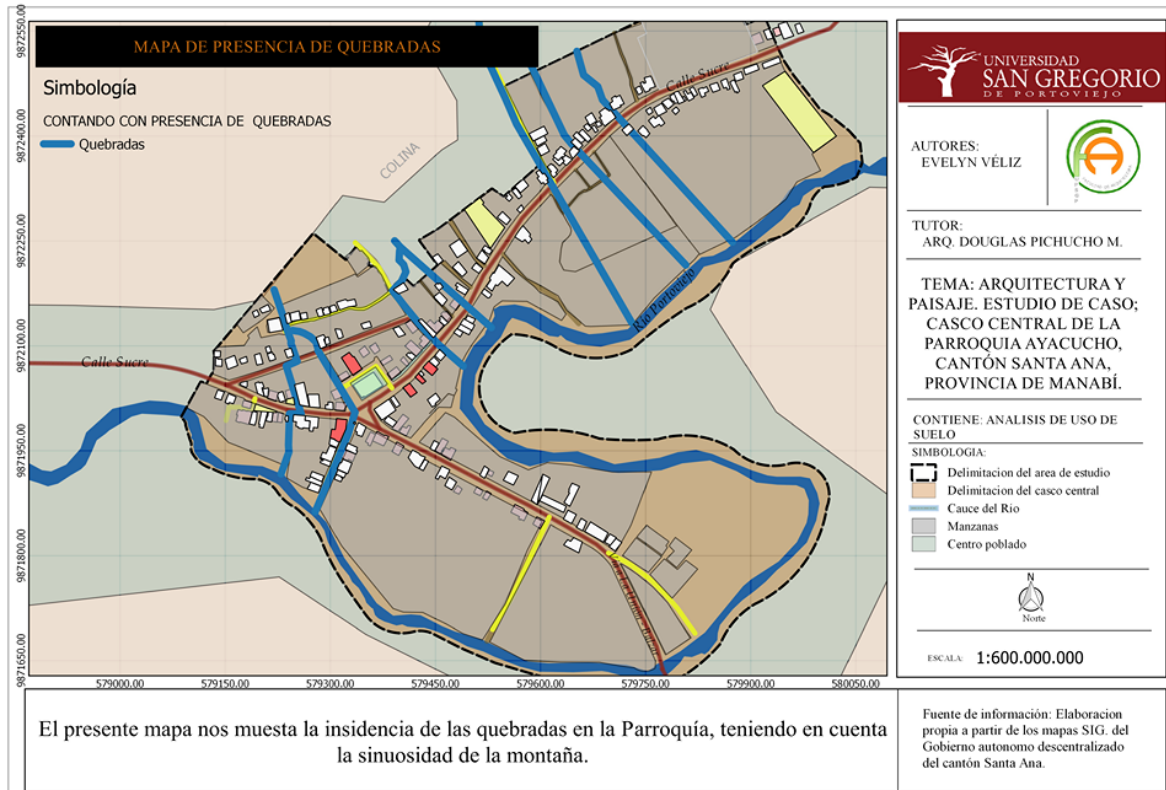 MAPA DE PRESENCIA DE QUEBRADAS
Simbología
CONTANDO CON PRESENCIA DE QUEBRADAS
Quebradas
COLINA
Calle Sucre
Calle Sucre
Rió Portoviejo
9872550.00
9872400.00
9872250.00
9872100.00
9871950.00
9871800.00
9871650.00
579000.00
579150.00
579300.00
579450.00
579600.00
579750.00
579900.00
580050.00
UNIVERSIDAD
SAN GREGORIO
DE PORTOVIEJO
AUTORES:
EVELYN VÉLIZ
TUTOR:
ARQ. DOUGLAS PICHUCHO M.
TEMA: ARQUITECTURA Y
PAISAJE. ESTUDIO DE CASO;
CASCO CENTRAL DE LA
PARROQUIA AYACUCHO,
CANTÓN SANTA ANA,
PROVINCIA DE MANABÍ.
CONTIENE: ANALISIS DE USO DE
SUELO
SIMBOLOGIA:
Delimitacion del area de estudio
Delimitacion del casco central
Cauce del Rio
Manzanas
Centro poblado
N
Norte
ESCALA: 1:600.000.000
El presente mapa nos muesta la insidencia de las quebradas en la Parroquía, teniendo en cuenta
la sinuosidad de la montaña.
Fuente de información: Elaboracion
propia a partir de los mapas SIG. del
Gobierno autonomo descentralizado
del cantón Santa Ana.